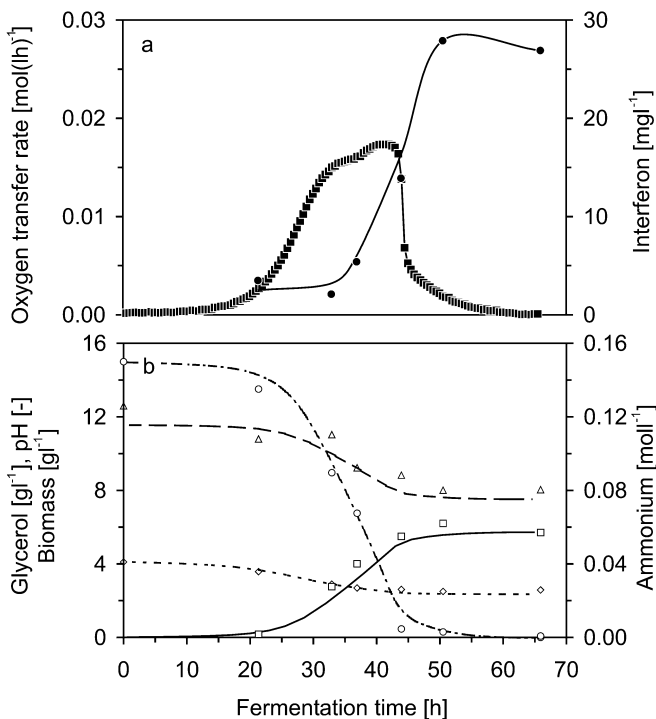 0.03
0.02
0.01
0.00
Oxygen transfer rate [mol(lh)⁻¹]
a
30
20
10
0
Interferon [mgl⁻¹]
16
12
8
4
0
Glycerol [gl⁻¹], pH [-]
Biomass [gl⁻¹]
b
0.16
0.12
0.08
0.04
0.00
Ammonium [moll⁻¹]
0 10 20 30 40 50 60 70
Fermentation time [h]